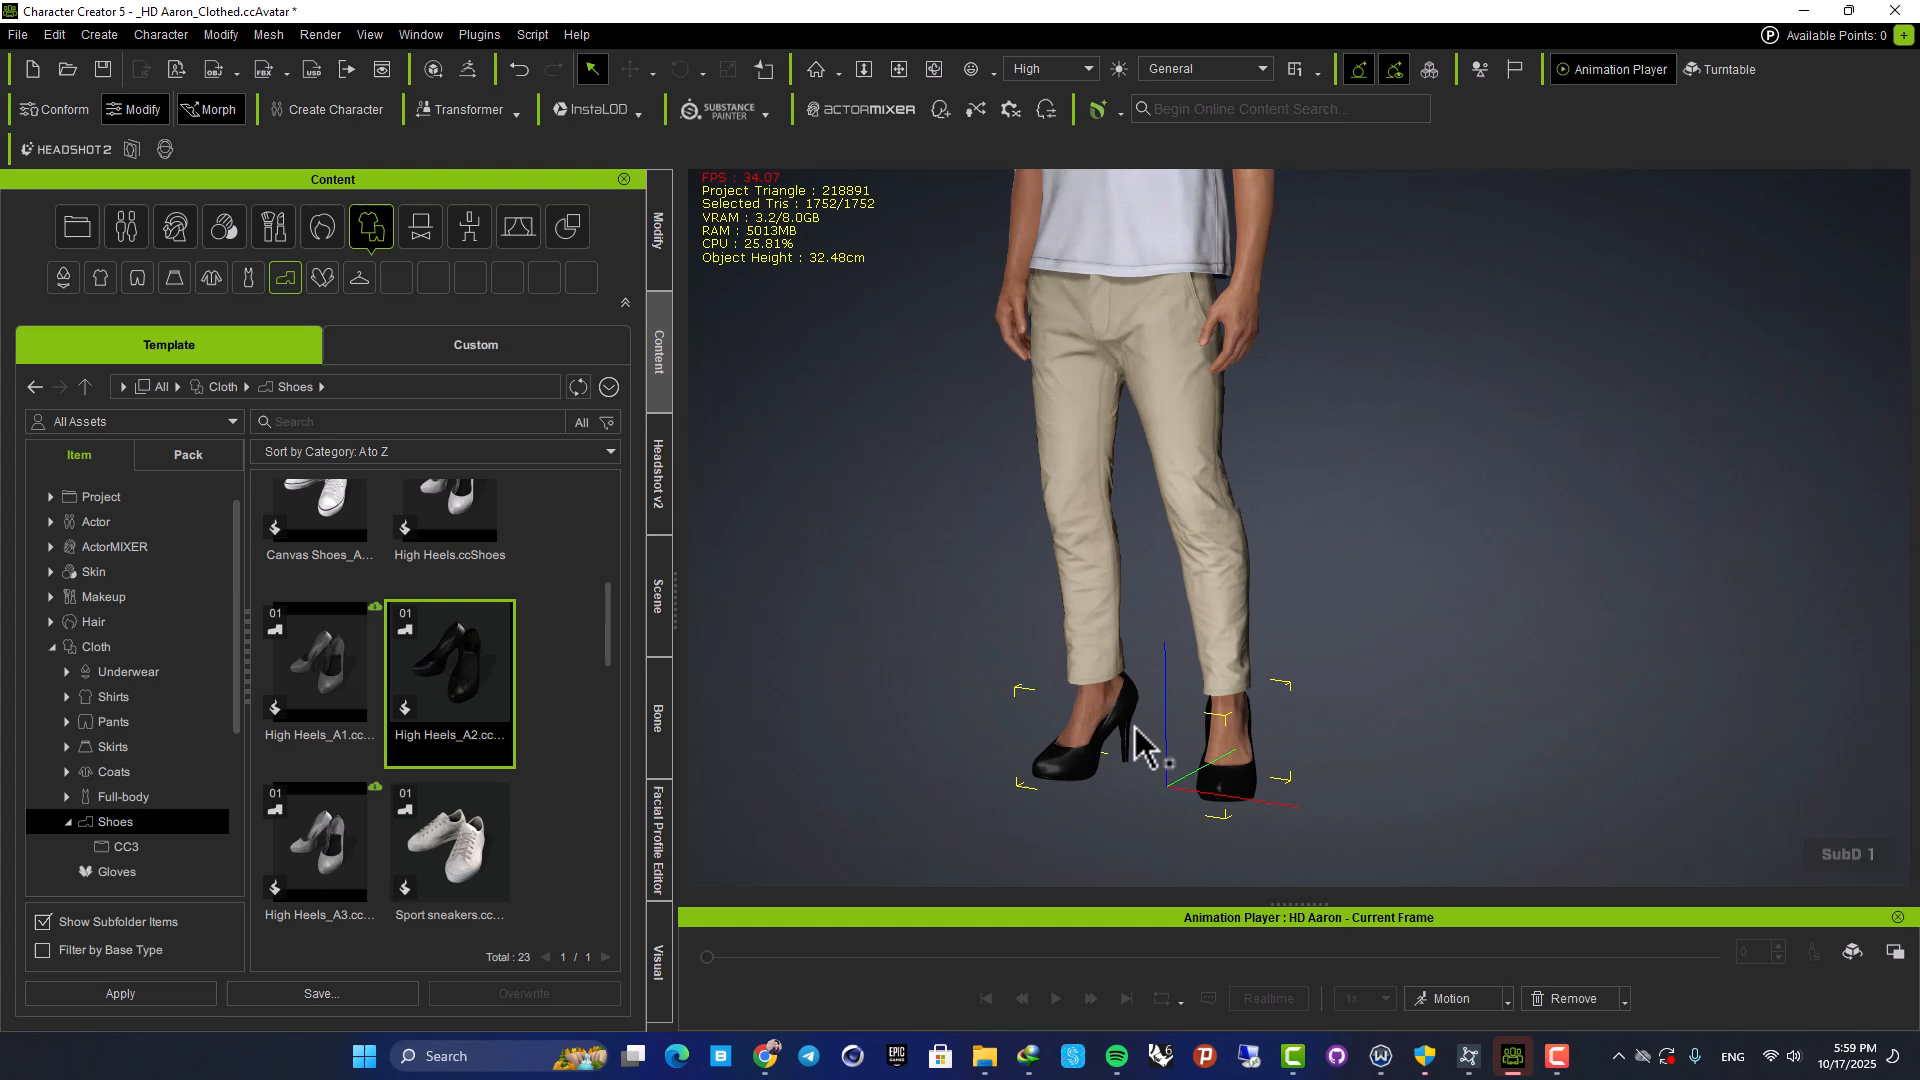 Character Creator 5 - _HD Aaron_Clothed.ccAvatar *
File Edit Create Character Modify Mesh Render View Window Plugins Script Help
Available Points: 0
High
General
Animation Player
Turntable
Conform
Modify
Morph
Create Character
Transformer
InstaLOD
SUBSTANCE
PAINTER
ACTORMIXER
Begin Online Content Search...
HEADSHOT 2
Content
FPS : 34.07
Project Triangle : 218891
Selected Tris : 1752/1752
VRAM : 3.2/8.0GB
RAM : 5013MB
CPU : 25.81%
Object Height : 32.48cm
Modify
Content
Headshot v2
Scene
Bone
Facial Profile Editor
Visual
Template
Custom
All
Cloth
Shoes
All Assets
Search
All
Item
Pack
Sort by Category: A to Z
Project
Actor
ActorMIXER
Skin
Makeup
Hair
Cloth
Underwear
Shirts
Pants
Skirts
Coats
Full-body
Shoes
CC3
Gloves
Canvas Shoes_A...
High Heels.ccShoes
01
01
High Heels_A1.cc...
High Heels_A2.cc...
01
01
High Heels_A3.cc...
Sport sneakers.cc...
Show Subfolder Items
Filter by Base Type
Total : 23
1 / 1
Apply
Save...
Overwrite
SubD 1
Animation Player : HD Aaron - Current Frame
0
Realtime
1x
Motion
Remove
Search
EPIC
GAMES
6
ENG
5:59 PM
10/17/2025